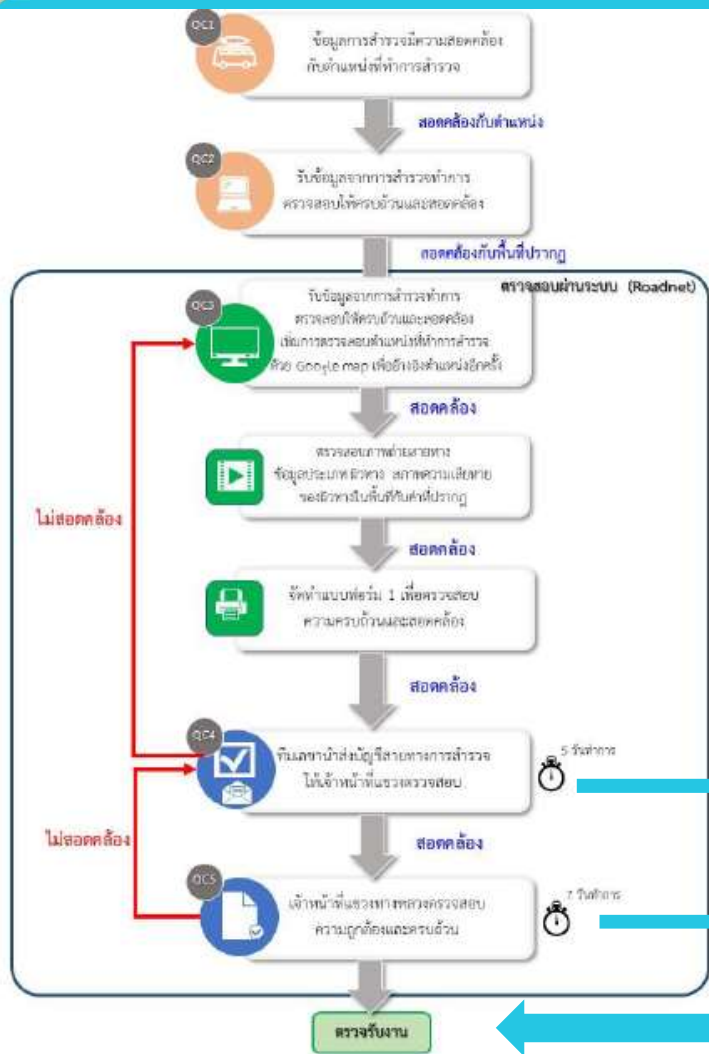 QC1
ข้อมูลการสำรวจมีความสอดคล้อง
กับตำแหน่งที่ทำการสำรวจ
สอดคล้องกับตำแหน่ง
QC2
รับข้อมูลจากการสำรวจทำการ
ตรวจสอบให้ครบถ้วนและสอดคล้อง
สอดคล้องกับพื้นที่ปรากฏ
ตรวจสอบผ่านระบบ (Roadnet)
QC3
รับข้อมูลจากการสำรวจทำการ
ตรวจสอบให้ครบถ้วนและสอดคล้อง
เพิ่มการตรวจสอบตำแหน่งที่ทำการสำรวจ
ด้วย Google map เพื่ออ้างอิงตำแหน่งอีกครั้ง
สอดคล้อง
ตรวจสอบภาพถ่ายสายทาง
ข้อมูลประเภทผิวทาง สภาพความเสียหาย
ของผิวทางในพื้นที่กับค่าที่ปรากฏ
ไม่สอดคล้อง
สอดคล้อง
จัดทำแบบฟอร์ม 1 เพื่อตรวจสอบ
ความครบถ้วนและสอดคล้อง
สอดคล้อง
QC4
ทีมเลขานำส่งบัญชีสายทางการสำรวจ
ให้เจ้าหน้าที่แขวงตรวจสอบ
5 วันทำการ
ไม่สอดคล้อง
สอดคล้อง
QC5
เจ้าหน้าที่แขวงทางหลวงตรวจสอบ
ความถูกต้องและครบถ้วน
7 วันทำการ
ตรวจรับงาน